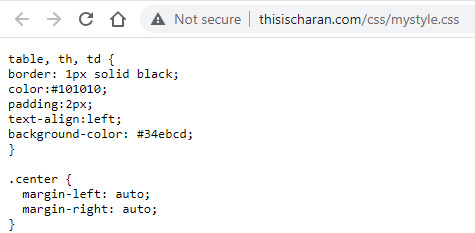 Not secure | thisischaran.com/css/mystyle.css
table, th, td {
border: 1px solid black;
color:#101010;
padding:2px;
text-align:left;
background-color: #34ebcd;
}

.center {
  margin-left: auto;
  margin-right: auto;
}